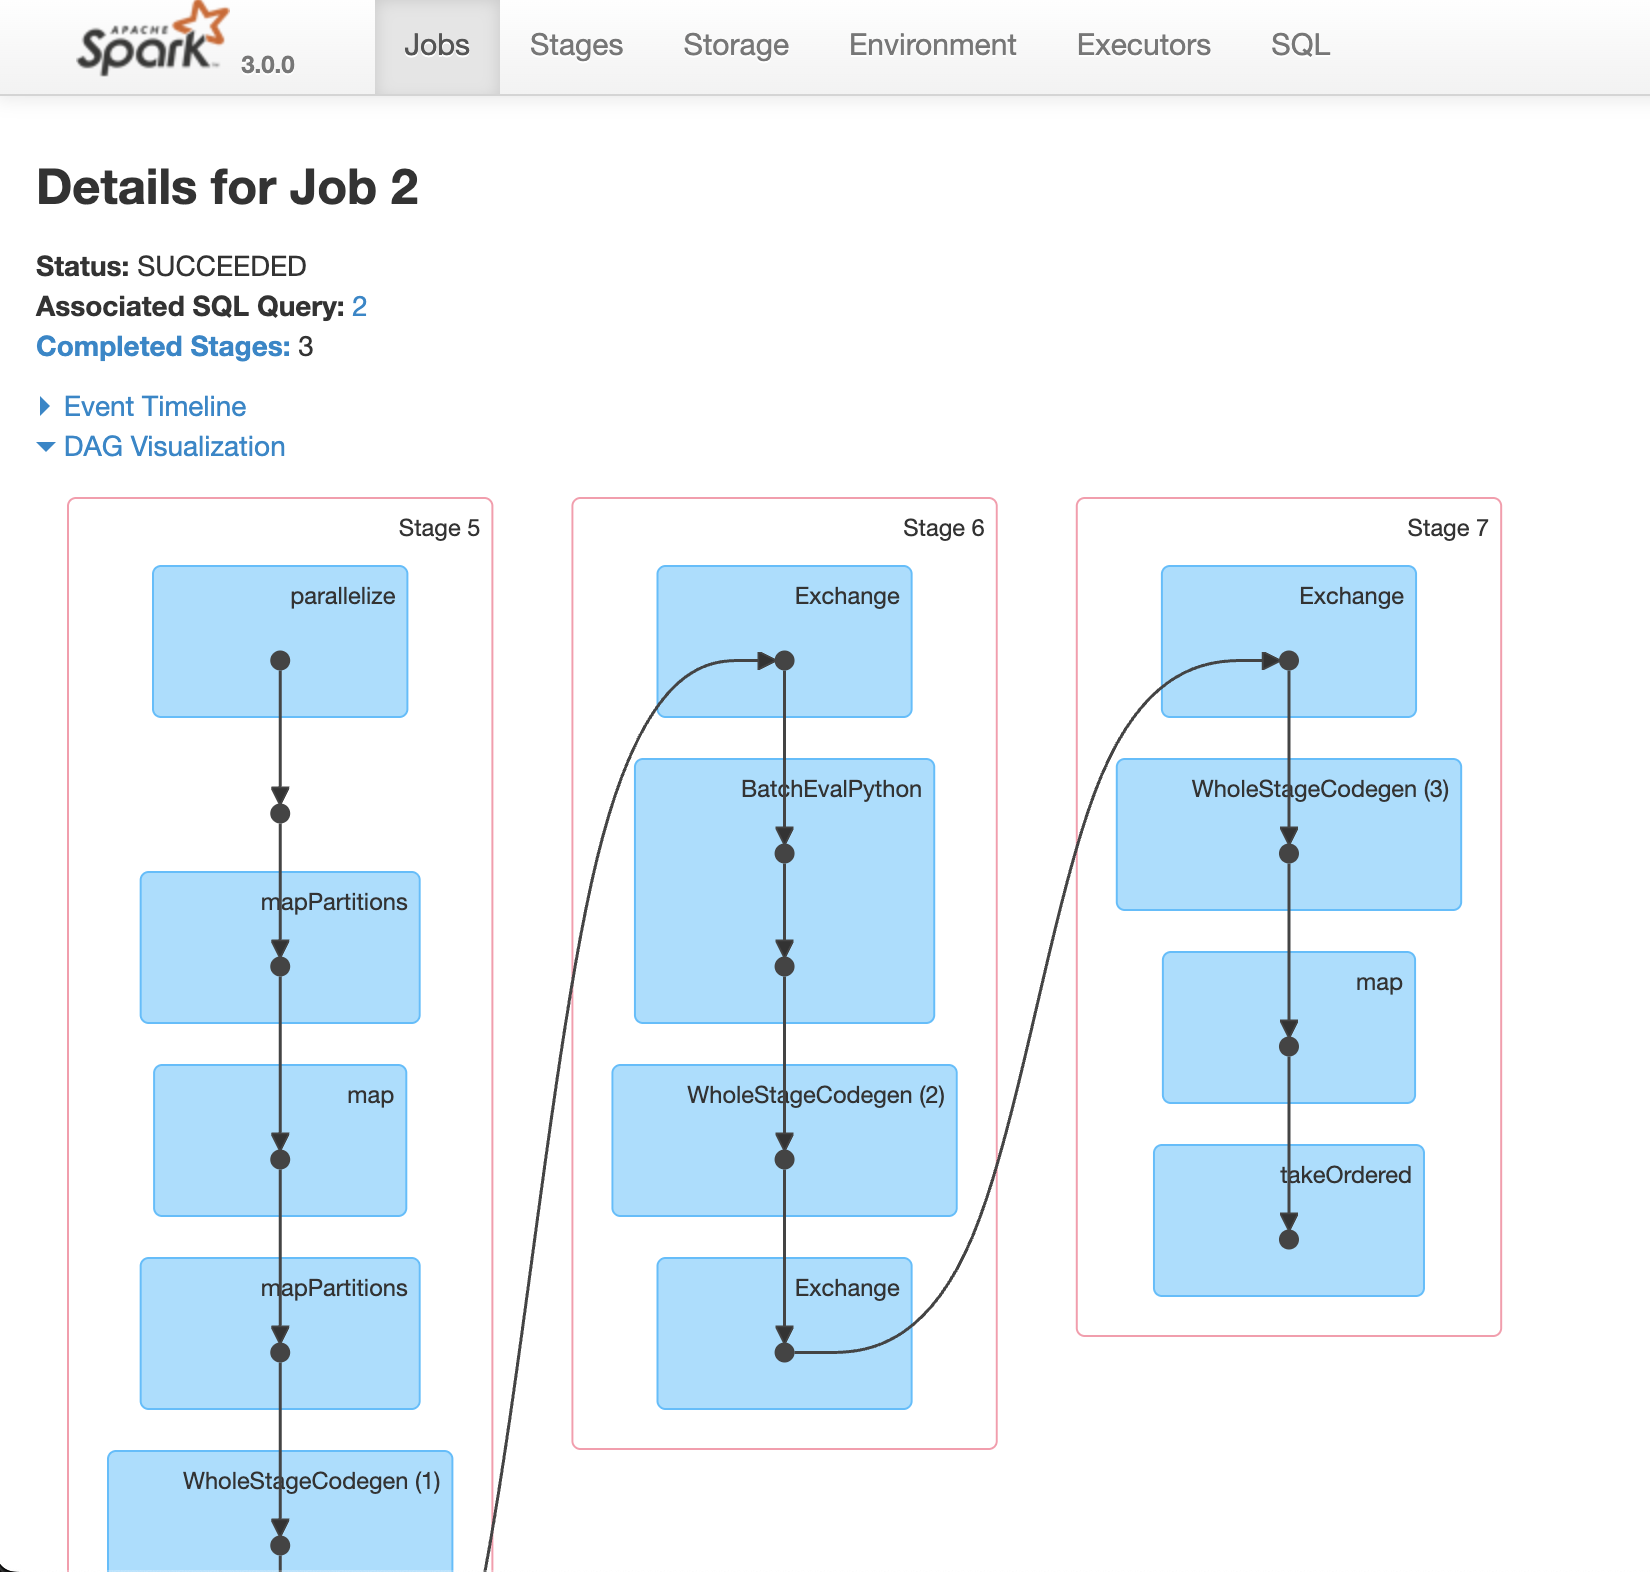 APACHE
Spark™ 3.0.0
Jobs Stages Storage Environment Executors SQL
Details for Job 2
Status: SUCCEEDED
Associated SQL Query: 2
Completed Stages: 3
Event Timeline
DAG Visualization
Stage 5
parallelize
mapPartitions
map
mapPartitions
WholeStageCodegen (1)
Stage 6
Exchange
BatchEvalPython
WholeStageCodegen (2)
Exchange
Stage 7
Exchange
WholeStageCodegen (3)
map
takeOrdered